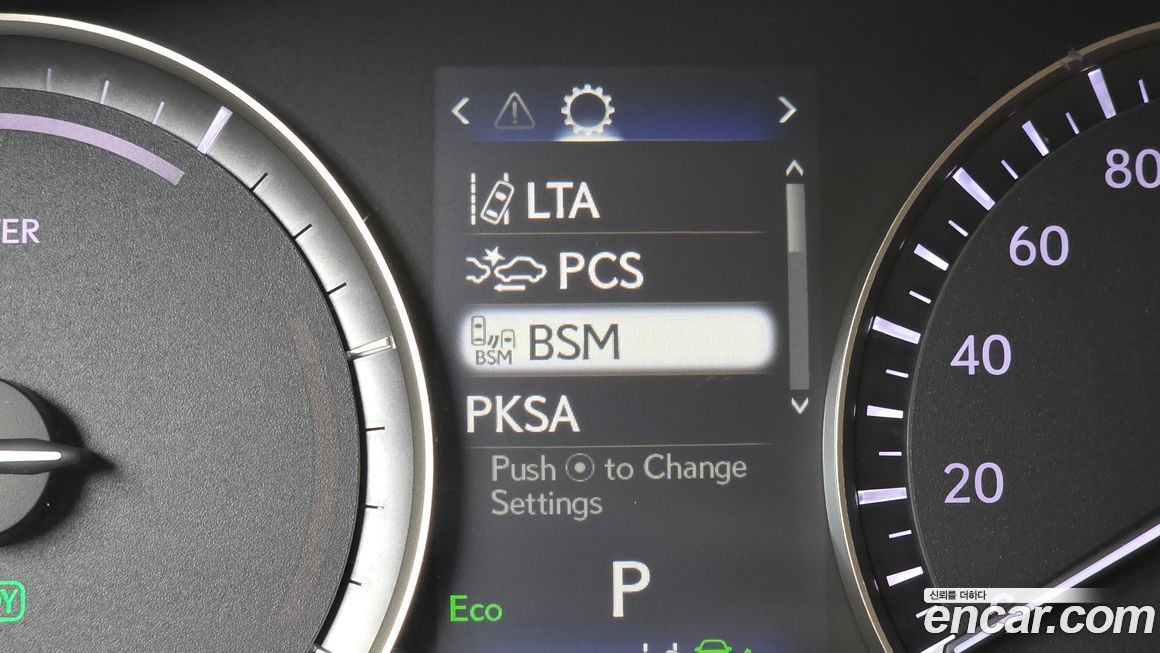 LTA
PCS
BSM BSM
PKSA
Push to Change
Settings
P
Eco
ER
Y
80
60
40
20
신뢰를 더하다
encar.com